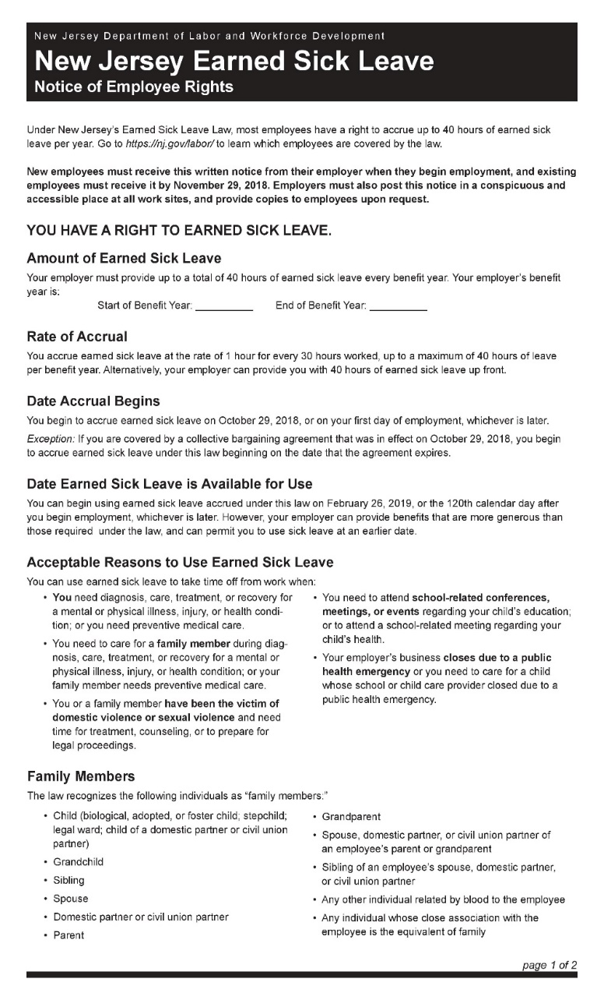 New Jersey Department of Labor and Workforce Development
New Jersey Earned Sick Leave
Notice of Employee Rights
Under New Jersey's Earned Sick Leave Law, most employees have a right to accrue up to 40 hours of earned sick
leave per year. Go to https://nj.gov/labor/ to learn which employees are covered by the law.
New employees must receive this written notice from their employer when they begin employment, and existing
employees must receive it by November 29, 2018. Employers must also post this notice in a conspicuous and
accessible place at all work sites, and provide copies to employees upon request.
YOU HAVE A RIGHT TO EARNED SICK LEAVE.
Amount of Earned Sick Leave
Your employer must provide up to a total of 40 hours of earned sick leave every benefit year. Your employer's benefit
year is:
Start of Benefit Year: __________ End of Benefit Year: __________
Rate of Accrual
You accrue earned sick leave at the rate of 1 hour for every 30 hours worked, up to a maximum of 40 hours of leave
per benefit year. Alternatively, your employer can provide you with 40 hours of earned sick leave up front.
Date Accrual Begins
You begin to accrue earned sick leave on October 29, 2018, or on your first day of employment, whichever is later.
Exception: If you are covered by a collective bargaining agreement that was in effect on October 29, 2018, you begin
to accrue earned sick leave under this law beginning on the date that the agreement expires.
Date Earned Sick Leave is Available for Use
You can begin using earned sick leave accrued under this law on February 26, 2019, or the 120th calendar day after
you begin employment, whichever is later. However, your employer can provide benefits that are more generous than
those required under the law, and can permit you to use sick leave at an earlier date.
Acceptable Reasons to Use Earned Sick Leave
You can use earned sick leave to take time off from work when:
• You need diagnosis, care, treatment, or recovery for
a mental or physical illness, injury, or health condi-
tion; or you need preventive medical care.
• You need to care for a family member during diag-
nosis, care, treatment, or recovery for a mental or
physical illness, injury, or health condition; or your
family member needs preventive medical care.
• You or a family member have been the victim of
domestic violence or sexual violence and need
time for treatment, counseling, or to prepare for
legal proceedings.
• You need to attend school-related conferences,
meetings, or events regarding your child's education;
or to attend a school-related meeting regarding your
child's health.
• Your employer's business closes due to a public
health emergency or you need to care for a child
whose school or child care provider closed due to a
public health emergency.
Family Members
The law recognizes the following individuals as "family members:"
• Child (biological, adopted, or foster child; stepchild;
legal ward; child of a domestic partner or civil union
partner)
• Grandchild
• Sibling
• Spouse
• Domestic partner or civil union partner
• Parent
• Grandparent
• Spouse, domestic partner, or civil union partner of
an employee's parent or grandparent
• Sibling of an employee's spouse, domestic partner,
or civil union partner
• Any other individual related by blood to the employee
• Any individual whose close association with the
employee is the equivalent of family
page 1 of 2